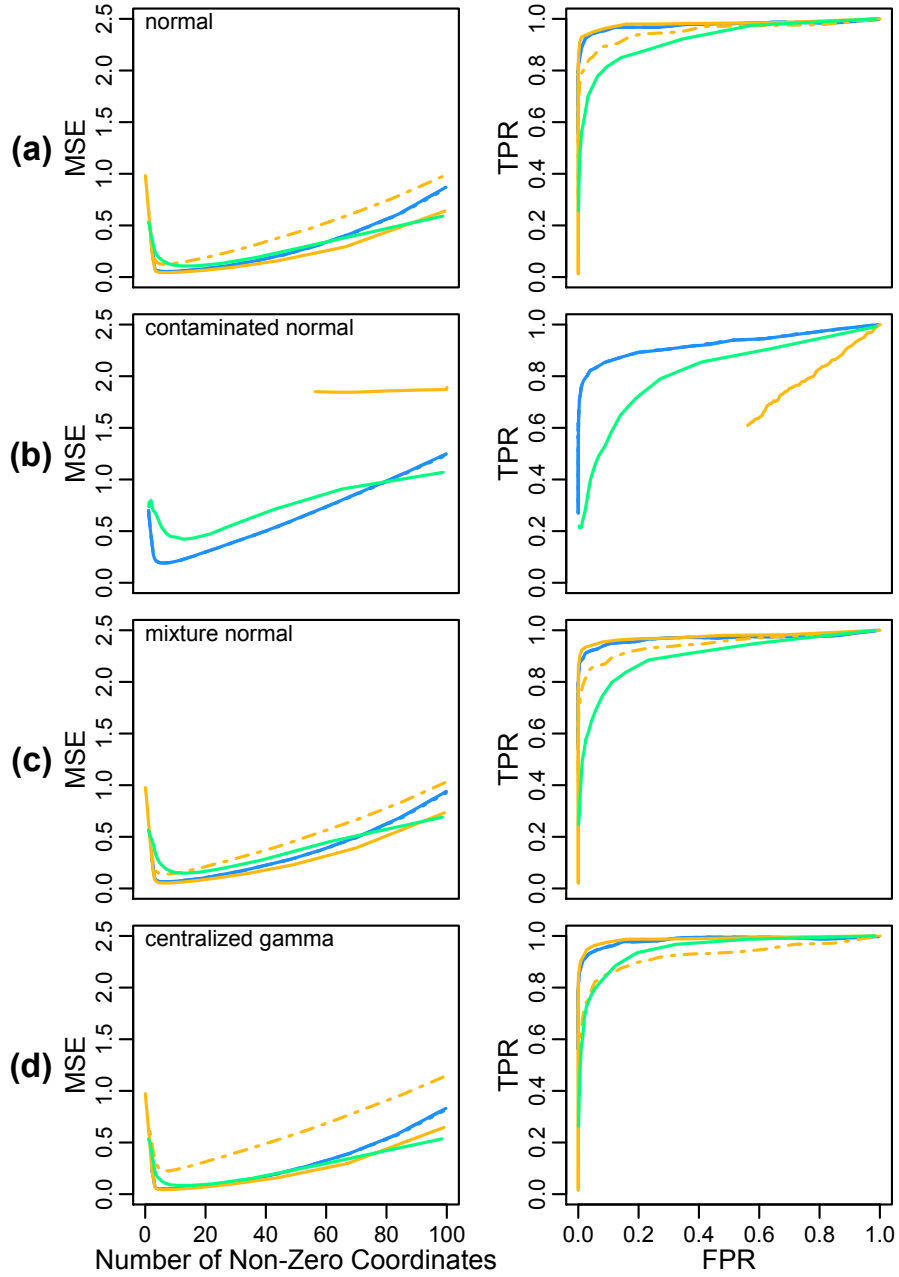 normal
(a)
MSE
0.0 0.5 1.0 1.5 2.0 2.5
TPR
0.0 0.2 0.4 0.6 0.8 1.0
contaminated normal
(b)
MSE
0.0 0.5 1.0 1.5 2.0 2.5
TPR
0.0 0.2 0.4 0.6 0.8 1.0
mixture normal
(c)
MSE
0.0 0.5 1.0 1.5 2.0 2.5
TPR
0.0 0.2 0.4 0.6 0.8 1.0
centralized gamma
(d)
MSE
0.0 0.5 1.0 1.5 2.0 2.5
TPR
0.0 0.2 0.4 0.6 0.8 1.0
0 20 40 60 80 100
0.0 0.2 0.4 0.6 0.8 1.0
Number of Non-Zero Coordinates
FPR